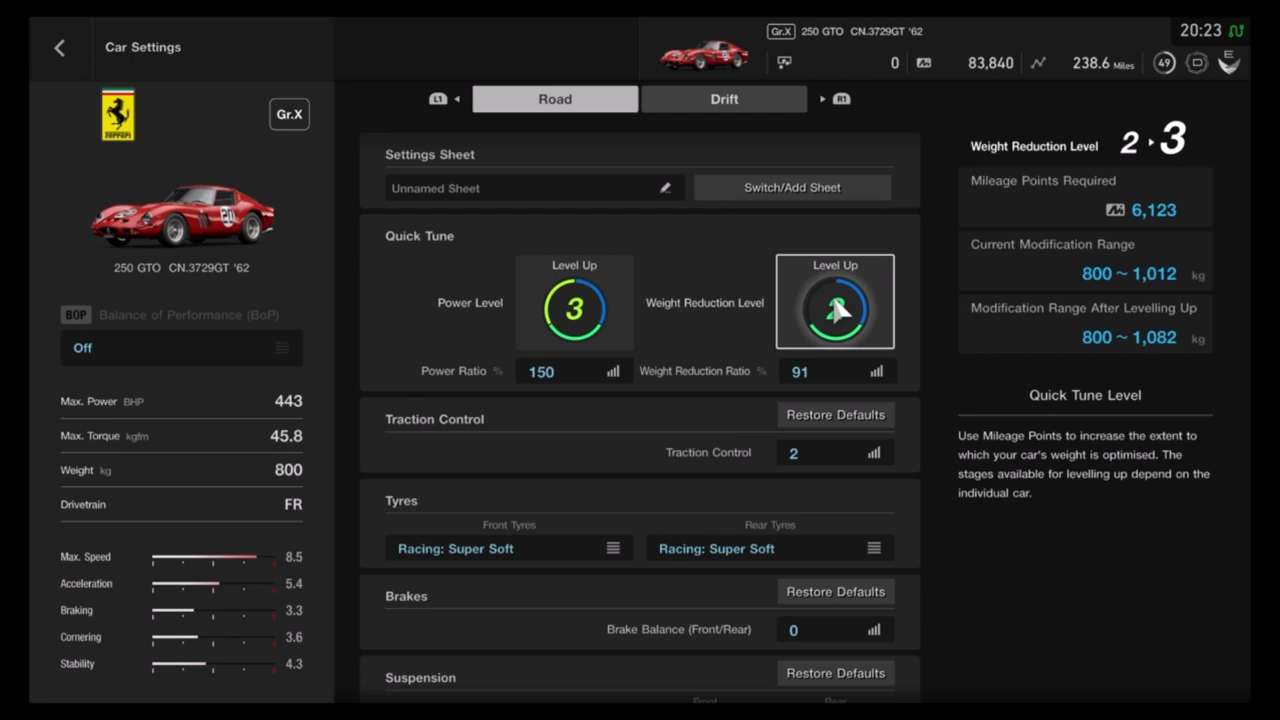 Car Settings
Gr.X 250 GTO CN.3729GT '62
20:23
0 83,840 238.6 Miles 49 E
Ferrari
Gr.X
250 GTO CN.3729GT '62
BOP Balance of Performance (BoP)
Off
Max. Power BHP 443
Max. Torque kgfm 45.8
Weight kg 800
Drivetrain FR
Max. Speed 8.5
Acceleration 5.4
Braking 3.3
Cornering 3.6
Stability 4.3
L1 Road Drift R1
Settings Sheet
Unnamed Sheet Switch/Add Sheet
Quick Tune
Level Up Level Up
Power Level 3 Weight Reduction Level 2
Power Ratio % 150 Weight Reduction Ratio % 91
Traction Control Restore Defaults
Traction Control 2
Tyres
Front Tyres Rear Tyres
Racing: Super Soft Racing: Super Soft
Brakes Restore Defaults
Brake Balance (Front/Rear) 0
Suspension Restore Defaults
Front Rear
Weight Reduction Level 2 3
Mileage Points Required
6,123
Current Modification Range
800 ~ 1,012 kg
Modification Range After Levelling Up
800 ~ 1,082 kg
Quick Tune Level
Use Mileage Points to increase the extent to
which your car's weight is optimised. The
stages available for levelling up depend on the
individual car.